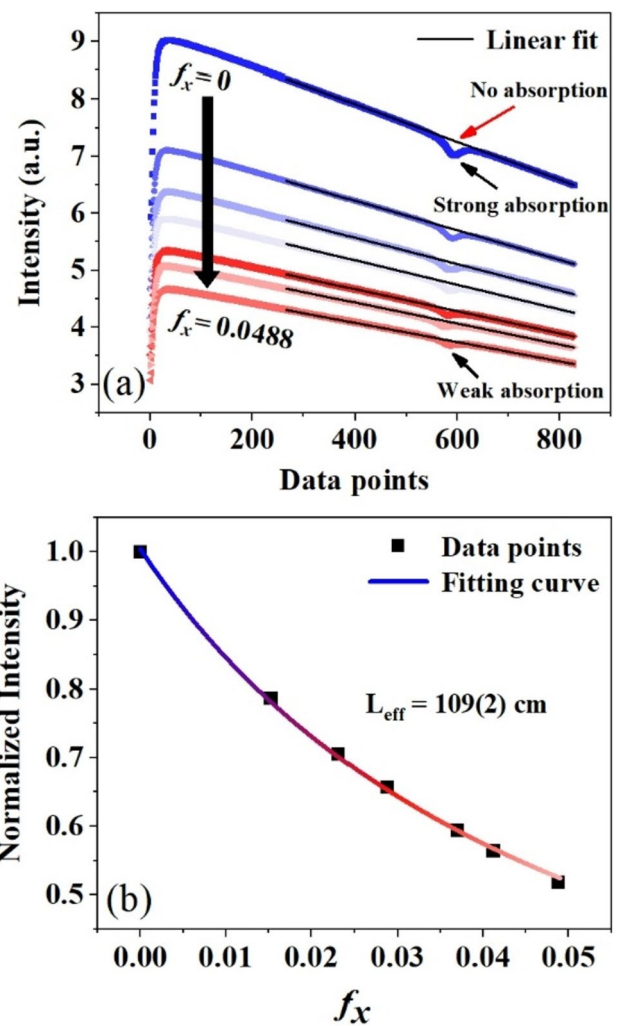 Linear fit
f_x = 0
No absorption
Strong absorption
f_x = 0.0488
Weak absorption
(a)
Intensity (a.u.)
9
8
7
6
5
4
3
0 200 400 600 800
Data points
Data points
Fitting curve
L_eff = 109(2) cm
(b)
Normalized Intensity
1.0
0.9
0.8
0.7
0.6
0.5
0.00 0.01 0.02 0.03 0.04 0.05
f_x